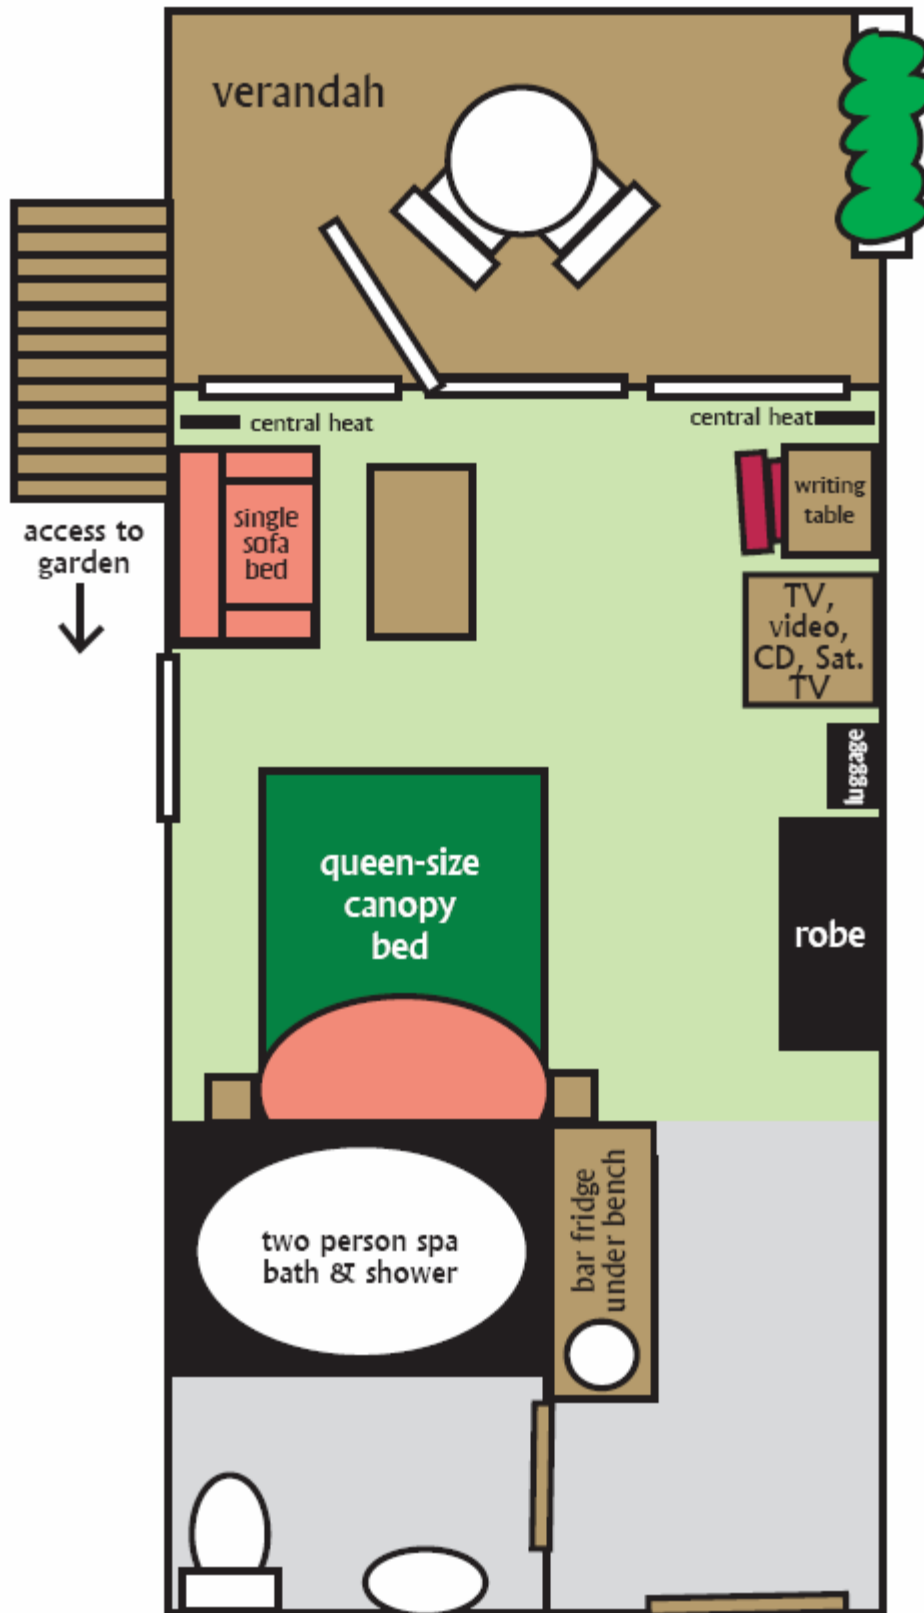 verandah
central heat
central heat
single
sofa
bed
writing
table
access to
garden
TV,
video,
CD, Sat.
TV
luggage
queen-size
canopy
bed
robe
two person spa
bath & shower
bar fridge
under bench